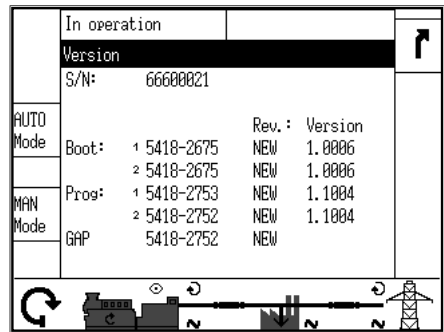 In operation
Version
S/N: 66600021
AUTO Mode
Rev.: Version
Boot: 1 5418-2675 NEW 1.0006
2 5418-2675 NEW 1.0006
MAN Mode
Prog: 1 5418-2753 NEW 1.1004
2 5418-2752 NEW 1.1004
GAP 5418-2752 NEW